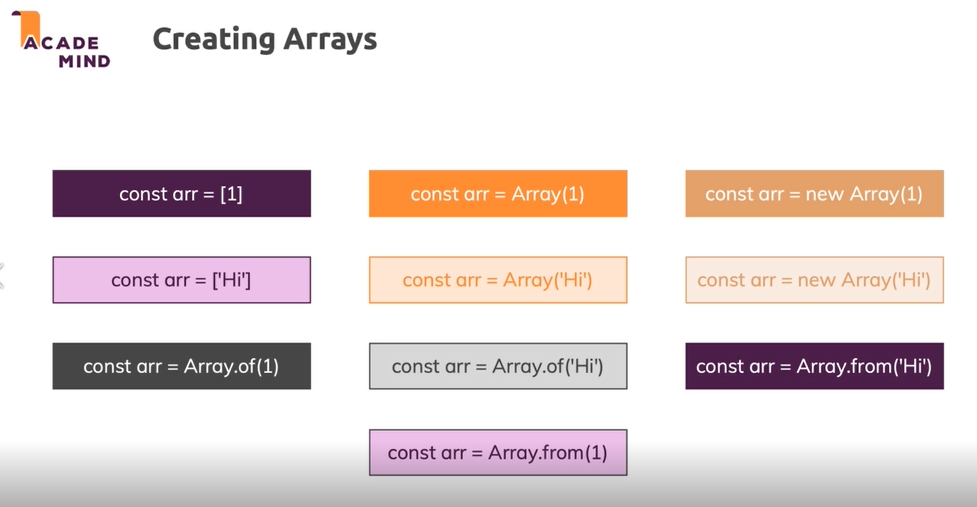 ACADE
MIND
Creating Arrays
const arr = [1]
const arr = Array(1)
const arr = new Array(1)
const arr = ['Hi']
const arr = Array('Hi')
const arr = new Array('Hi')
const arr = Array.of(1)
const arr = Array.of('Hi')
const arr = Array.from('Hi')
const arr = Array.from(1)